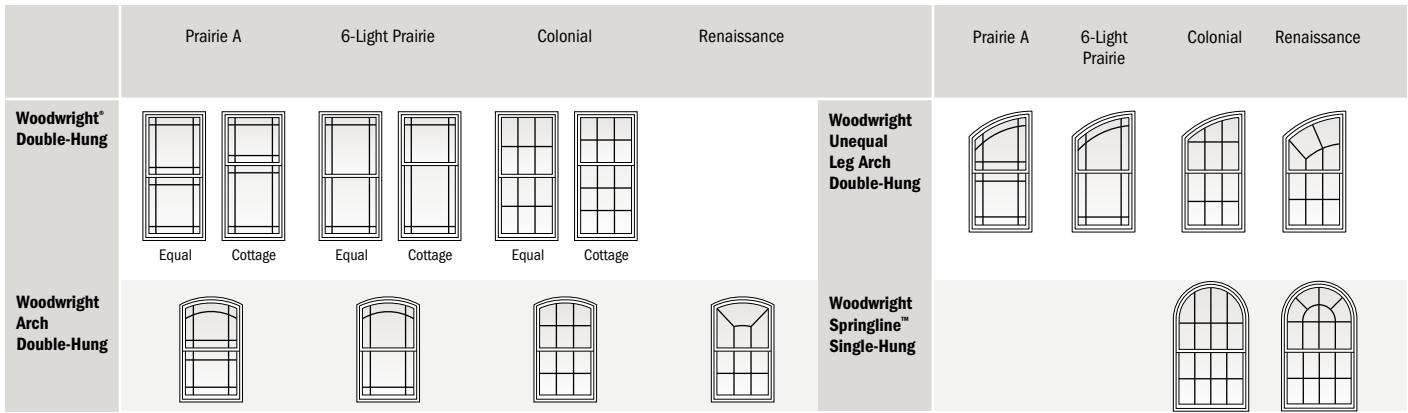 Prairie A
6-Light Prairie
Colonial
Renaissance
Prairie A
6-Light
Prairie
Colonial
Renaissance
Woodwright®
Double-Hung
Equal
Cottage
Equal
Cottage
Equal
Cottage
Woodwright
Unequal
Leg Arch
Double-Hung
Woodwright
Arch
Double-Hung
Woodwright
Springline™
Single-Hung